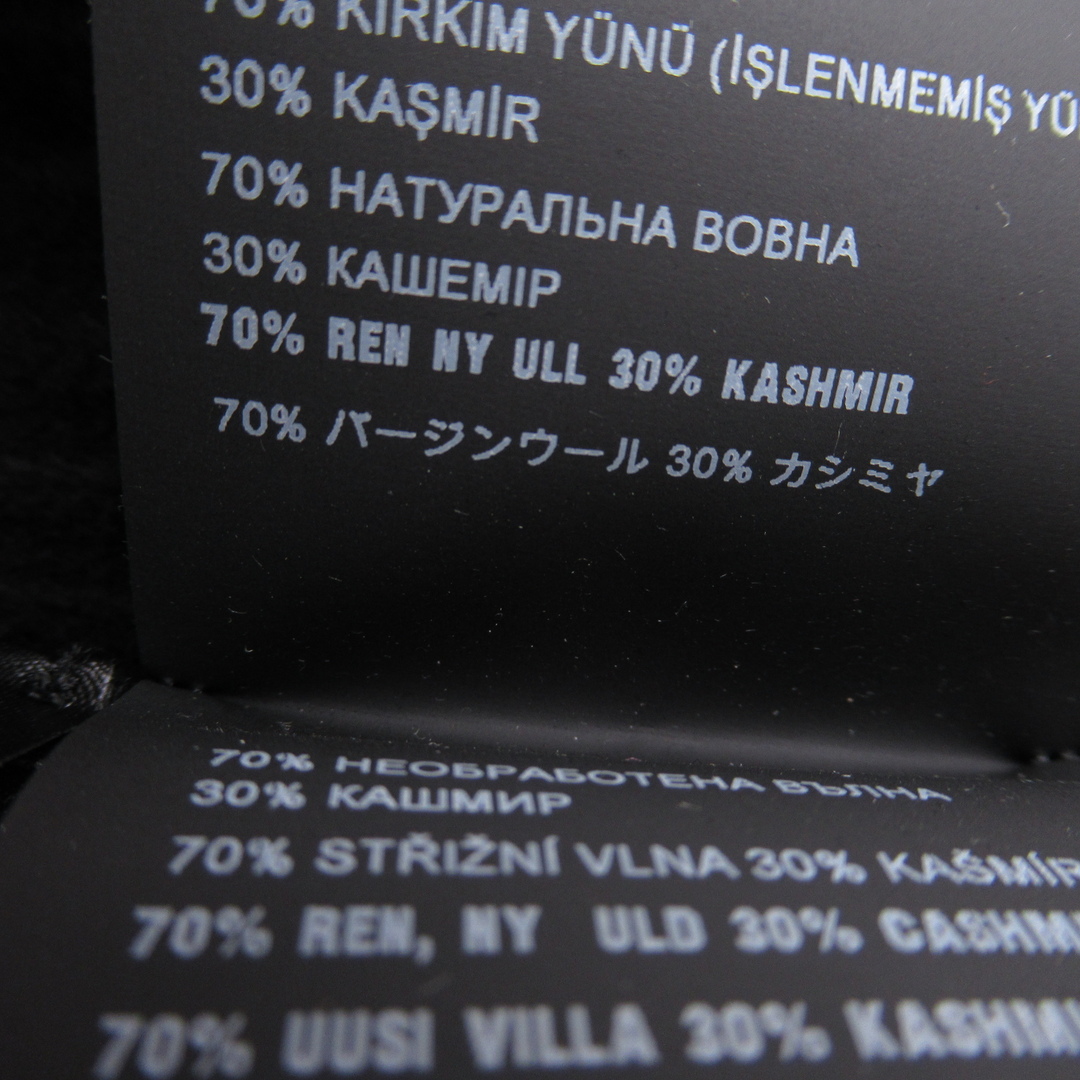 70% KIRKIM YÜNÜ (İŞLENMEMİŞ
30% KAŞMİR
70% НАТУРАЛЬНА ВОВНА
30% КАШЕМІР
70% REN NY ULL 30% KASHMIR
70% バージンウール 30% カシミヤ
70% НЕОБРАБОТЕНА ВЪЛНА
30% КАШМИР
70% STŘIŽNÍ VLNA 30% KAŠMÍR
70% REN, NY ULD 30%
70% UUSI VILLA 30%